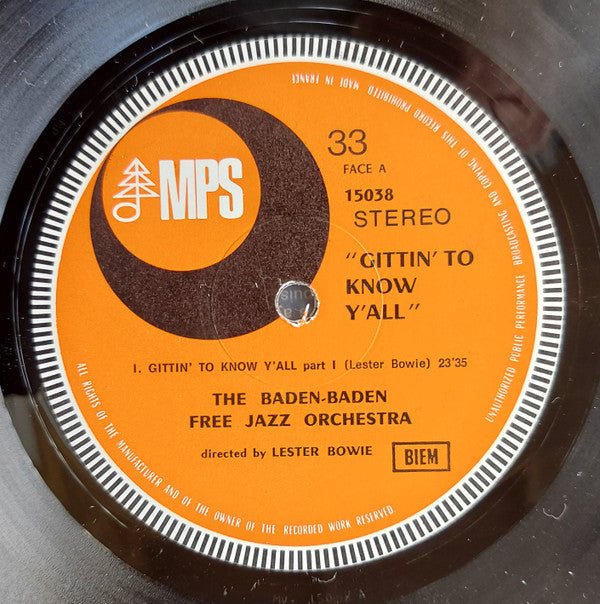 UNAUTHORIZED PUBLIC PERFORMANCE BROADCASTING AND COPYING OF THIS RECORD PROHIBITED MADE IN FRANCE
MPS
33
FACE A
15038
STEREO
"GITTIN' TO
KNOW
Y'ALL"
1. GITTIN' TO KNOW Y'ALL part I (Lester Bowie) 23'35
THE BADEN-BADEN
FREE JAZZ ORCHESTRA
directed by LESTER BOWIE
BIEM
ALL RIGHTS OF THE MANUFACTURER AND OF THE OWNER OF THE RECORDED WORK RESERVED.